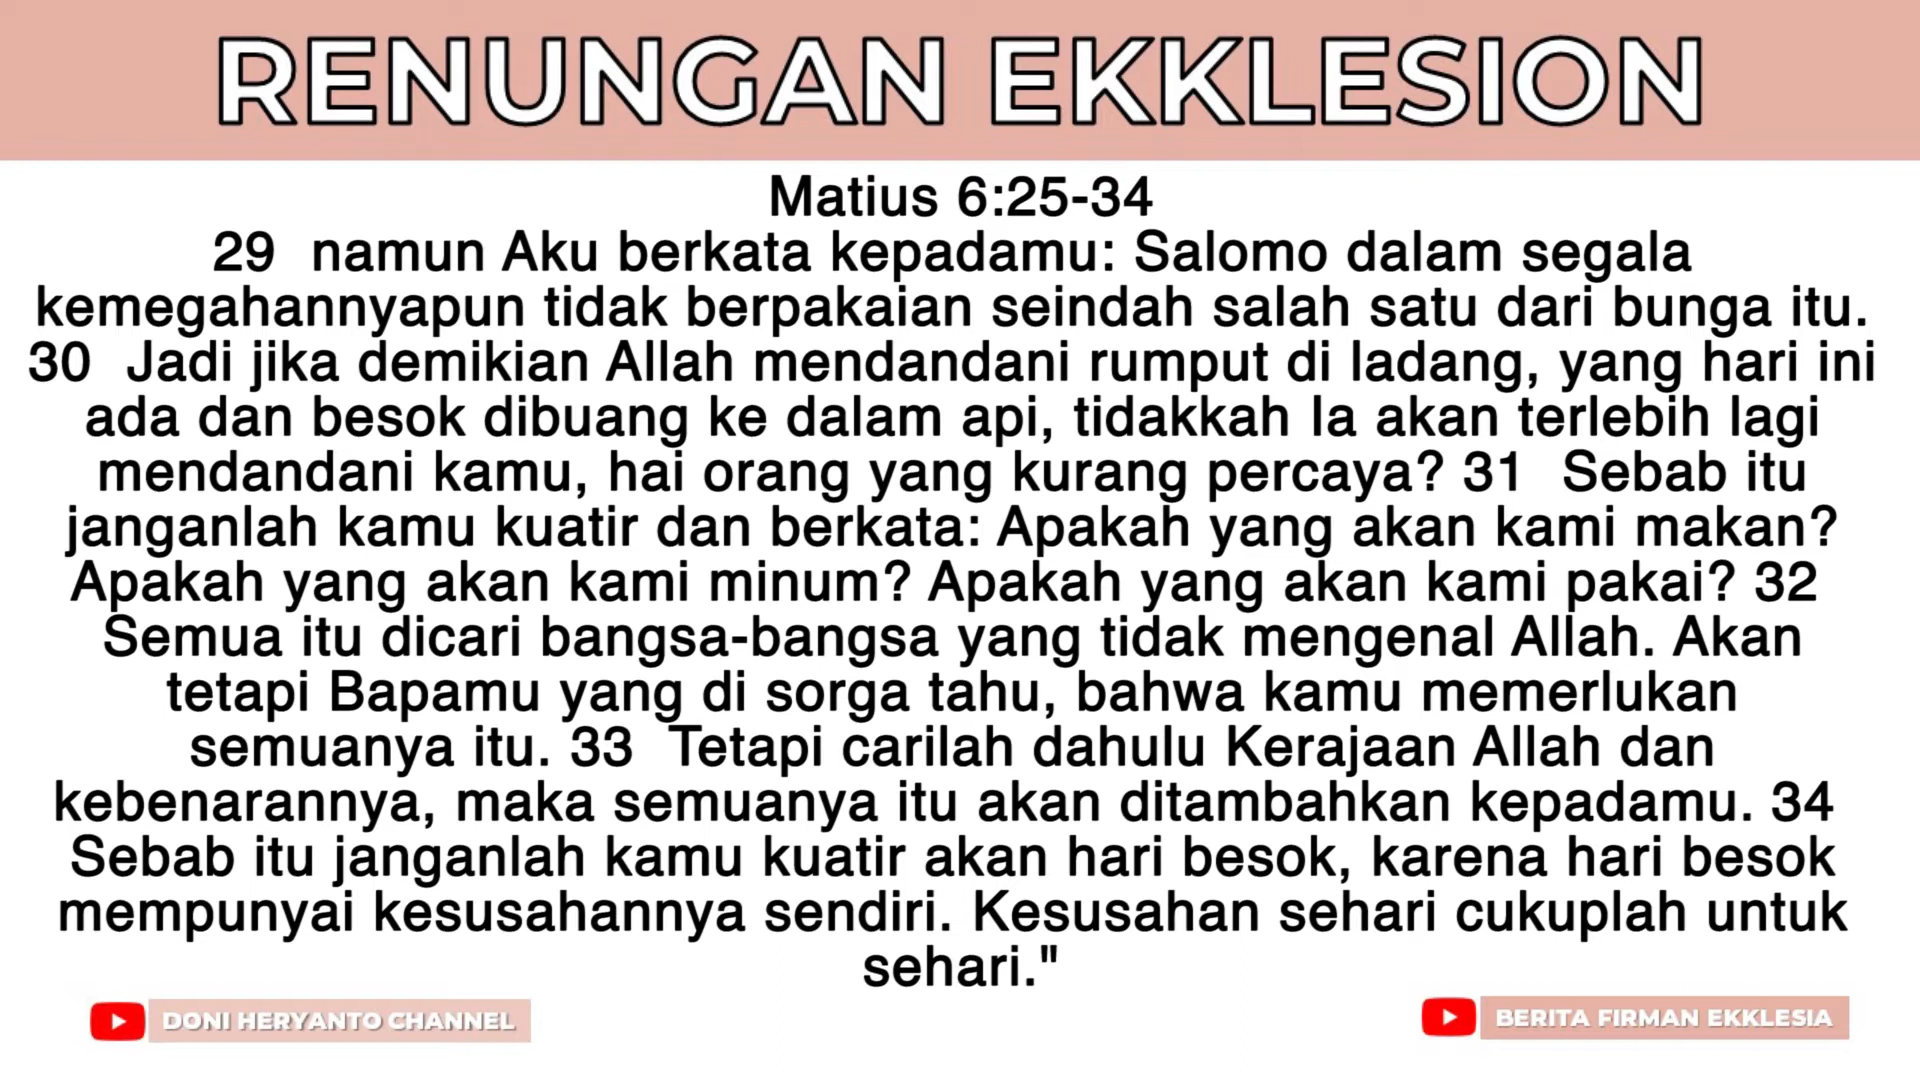 RENUNGAN EKKLESION
Matius 6:25-34
29 namun Aku berkata kepadamu: Salomo dalam segala
kemegahannyapun tidak berpakaian seindah salah satu dari bunga itu.
30 Jadi jika demikian Allah mendandani rumput di ladang, yang hari ini
ada dan besok dibuang ke dalam api, tidakkah Ia akan terlebih lagi
mendandani kamu, hai orang yang kurang percaya? 31 Sebab itu
janganlah kamu kuatir dan berkata: Apakah yang akan kami makan?
Apakah yang akan kami minum? Apakah yang akan kami pakai? 32
Semua itu dicari bangsa-bangsa yang tidak mengenal Allah. Akan
tetapi Bapamu yang di sorga tahu, bahwa kamu memerlukan
semuanya itu. 33 Tetapi carilah dahulu Kerajaan Allah dan
kebenarannya, maka semuanya itu akan ditambahkan kepadamu. 34
Sebab itu janganlah kamu kuatir akan hari besok, karena hari besok
mempunyai kesusahannya sendiri. Kesusahan sehari cukuplah untuk
sehari."
DONI HERYANTO CHANNEL
BERITA FIRMAN EKKLESIA